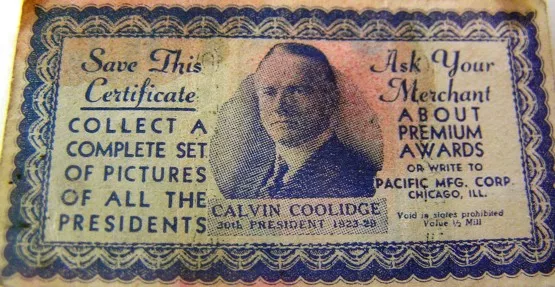 Save This
Certificate
COLLECT A
COMPLETE SET
OF PICTURES
OF ALL THE
PRESIDENTS
CALVIN COOLIDGE
30th PRESIDENT 1923-29
Ask Your
Merchant
ABOUT
PREMIUM
AWARDS
OR WRITE TO
PACIFIC MFG. CORP.
CHICAGO, ILL.
Void in states prohibited
Value ½ Mill